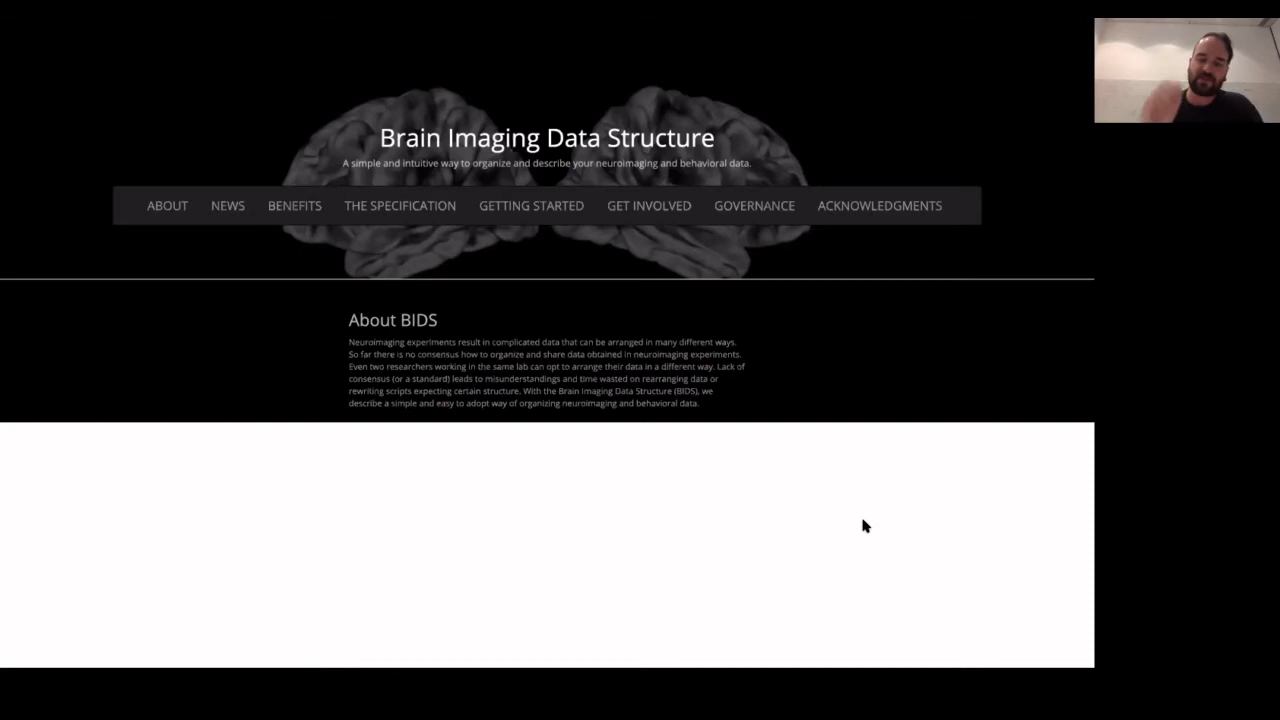 Brain Imaging Data Structure
A simple and intuitive way to organize and describe your neuroimaging and behavioral data.
ABOUT NEWS BENEFITS THE SPECIFICATION GETTING STARTED GET INVOLVED GOVERNANCE ACKNOWLEDGMENTS
About BIDS
Neuroimaging experiments result in complicated data that can be arranged in many different ways.
So far there is no consensus how to organize and share data obtained in neuroimaging experiments.
Even two researchers working in the same lab can opt to arrange their data in a different way. Lack of
consensus (or a standard) leads to misunderstandings and time wasted on rearranging data or
rewriting scripts expecting certain structure. With the Brain Imaging Data Structure (BIDS), we
describe a simple and easy to adopt way of organizing neuroimaging and behavioral data.